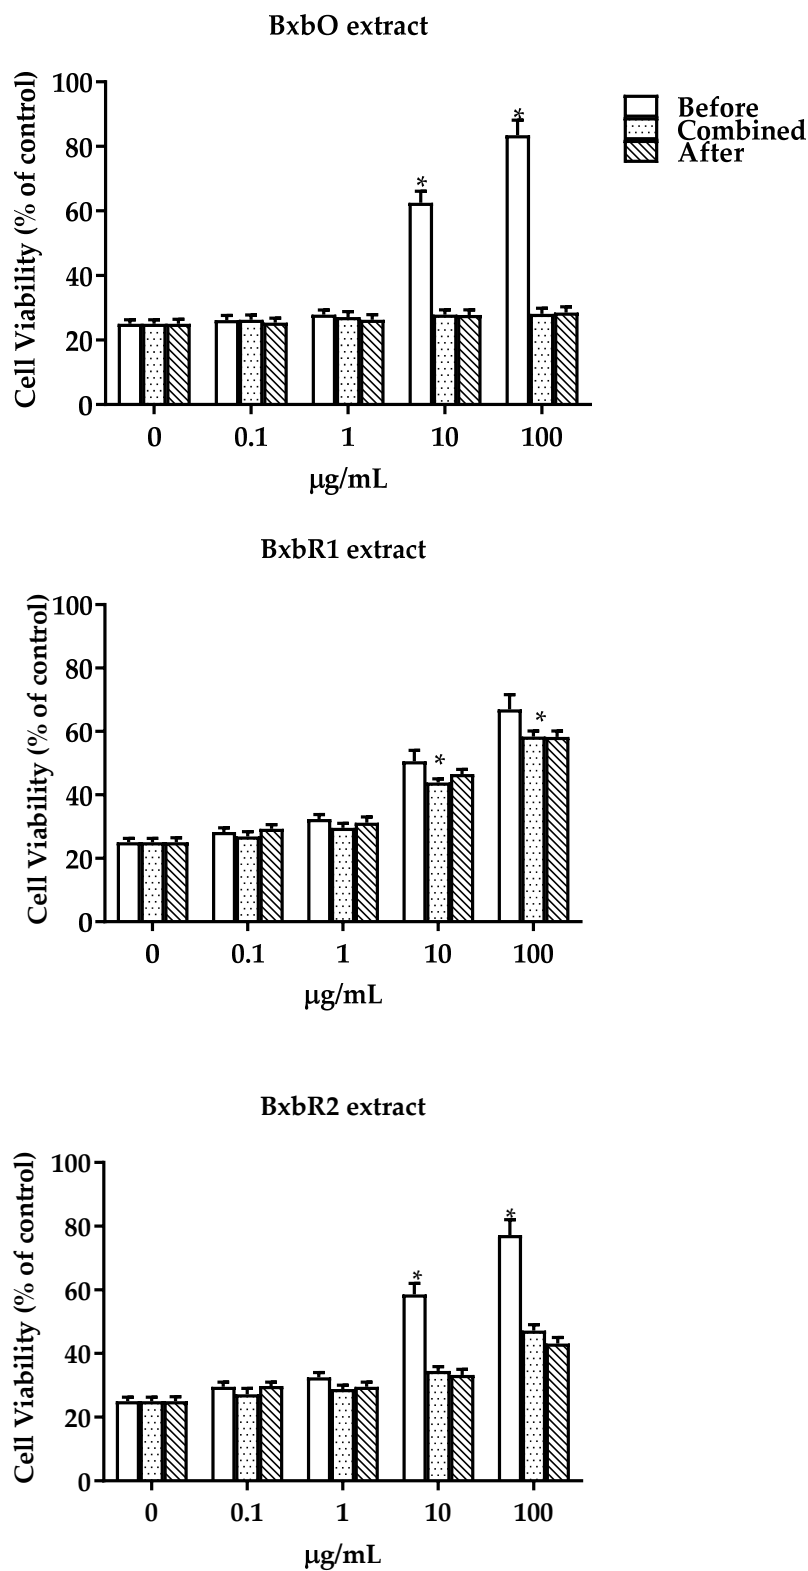 BxbO extract
Cell Viability (% of control)
100
80
60
40
20
0
*
*
0 0.1 1 10 100
µg/mL
Before
Combined
After
BxbR1 extract
Cell Viability (% of control)
100
80
60
40
20
0
*
*
0 0.1 1 10 100
µg/mL
BxbR2 extract
Cell Viability (% of control)
100
80
60
40
20
0
*
*
0 0.1 1 10 100
µg/mL